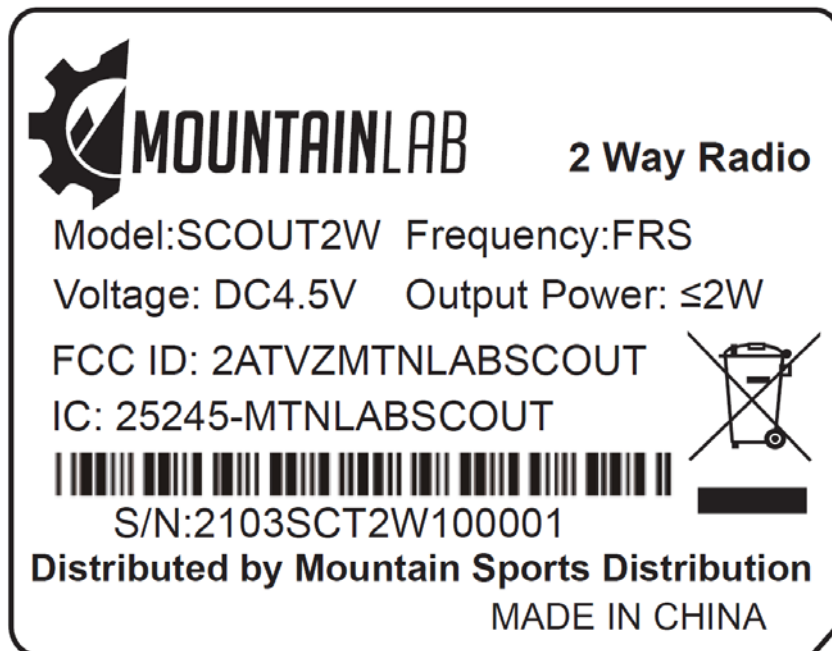 MOUNTAINLAB
2 Way Radio
Model:SCOUT2W Frequency:FRS
Voltage: DC4.5V Output Power: ≤2W
FCC ID: 2ATVZMTNLABSCOUT
IC: 25245-MTNLABSCOUT
S/N:2103SCT2W100001
Distributed by Mountain Sports Distribution
MADE IN CHINA